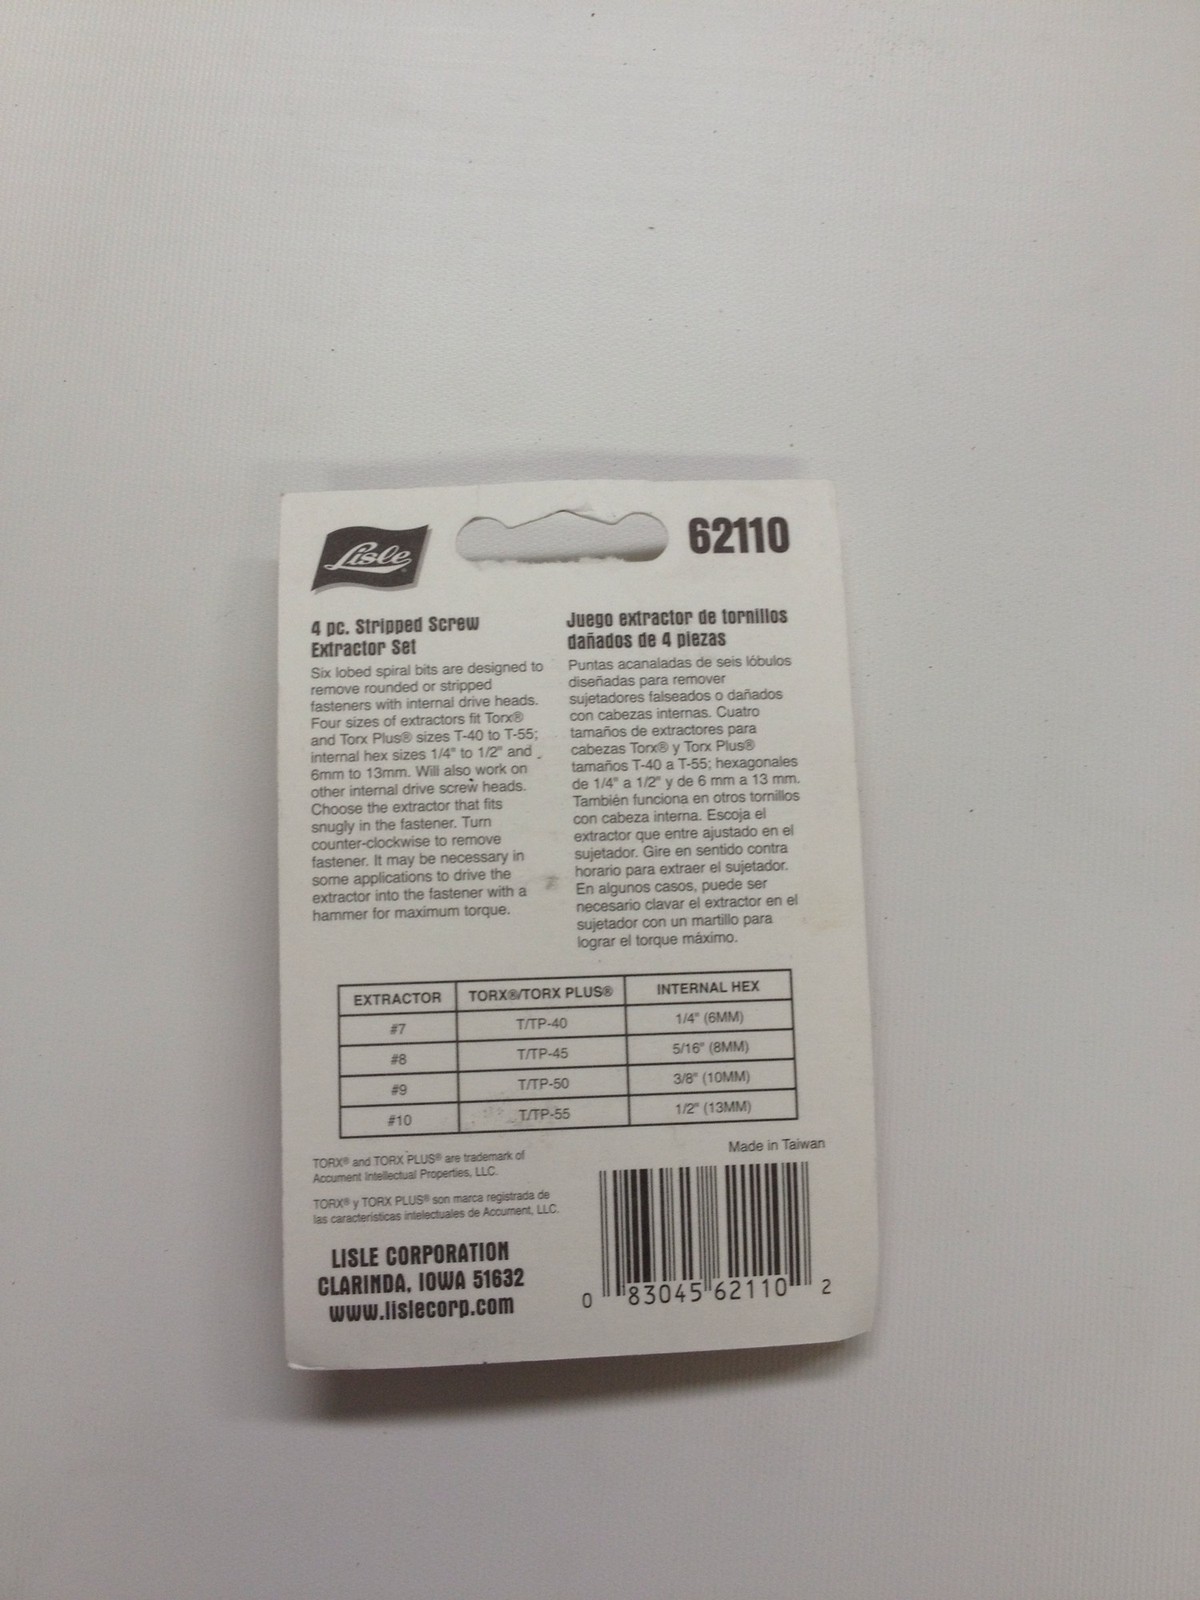 Lisle
62110
4 pc. Stripped Screw
Extractor Set
Six lobed spiral bits are designed to
remove rounded or stripped
fasteners with internal drive heads.
Four sizes of extractors fit Torx®
and Torx Plus® sizes T-40 to T-55;
internal hex sizes 1/4" to 1/2" and
6mm to 13mm. Will also work on
other internal drive screw heads.
Choose the extractor that fits
snugly in the fastener. Turn
counter-clockwise to remove
fastener. It may be necessary in
some applications to drive the
extractor into the fastener with a
hammer for maximum torque.
Juego extractor de tornillos
dañados de 4 piezas
Puntas acanaladas de seis lóbulos
diseñadas para remover
sujetadores falseados o dañados
con cabezas internas. Cuatro
tamaños de extractores para
cabezas Torx® y Torx Plus®
tamaños T-40 a T-55; hexagonales
de 1/4" a 1/2" y de 6 mm a 13 mm.
También funciona en otros tornillos
con cabeza interna. Escoja el
extractor que entre ajustado en el
sujetador. Gire en sentido contra
horario para extraer el sujetador.
En algunos casos, puede ser
necesario clavar el extractor en el
sujetador con un martillo para
lograr el torque máximo.
EXTRACTOR TORX®/TORX PLUS® INTERNAL HEX
#7 T/TP-40 1/4" (6MM)
#8 T/TP-45 5/16" (8MM)
#9 T/TP-50 3/8" (10MM)
#10 T/TP-55 1/2" (13MM)
Made in Taiwan
TORX® and TORX PLUS® are trademark of
Accument Intellectual Properties, LLC.
TORX® y TORX PLUS® son marca registrada de
las características intelectuales de Accument, LLC.
LISLE CORPORATION
CLARINDA, IOWA 51632
www.lislecorp.com
0 83045 62110 2